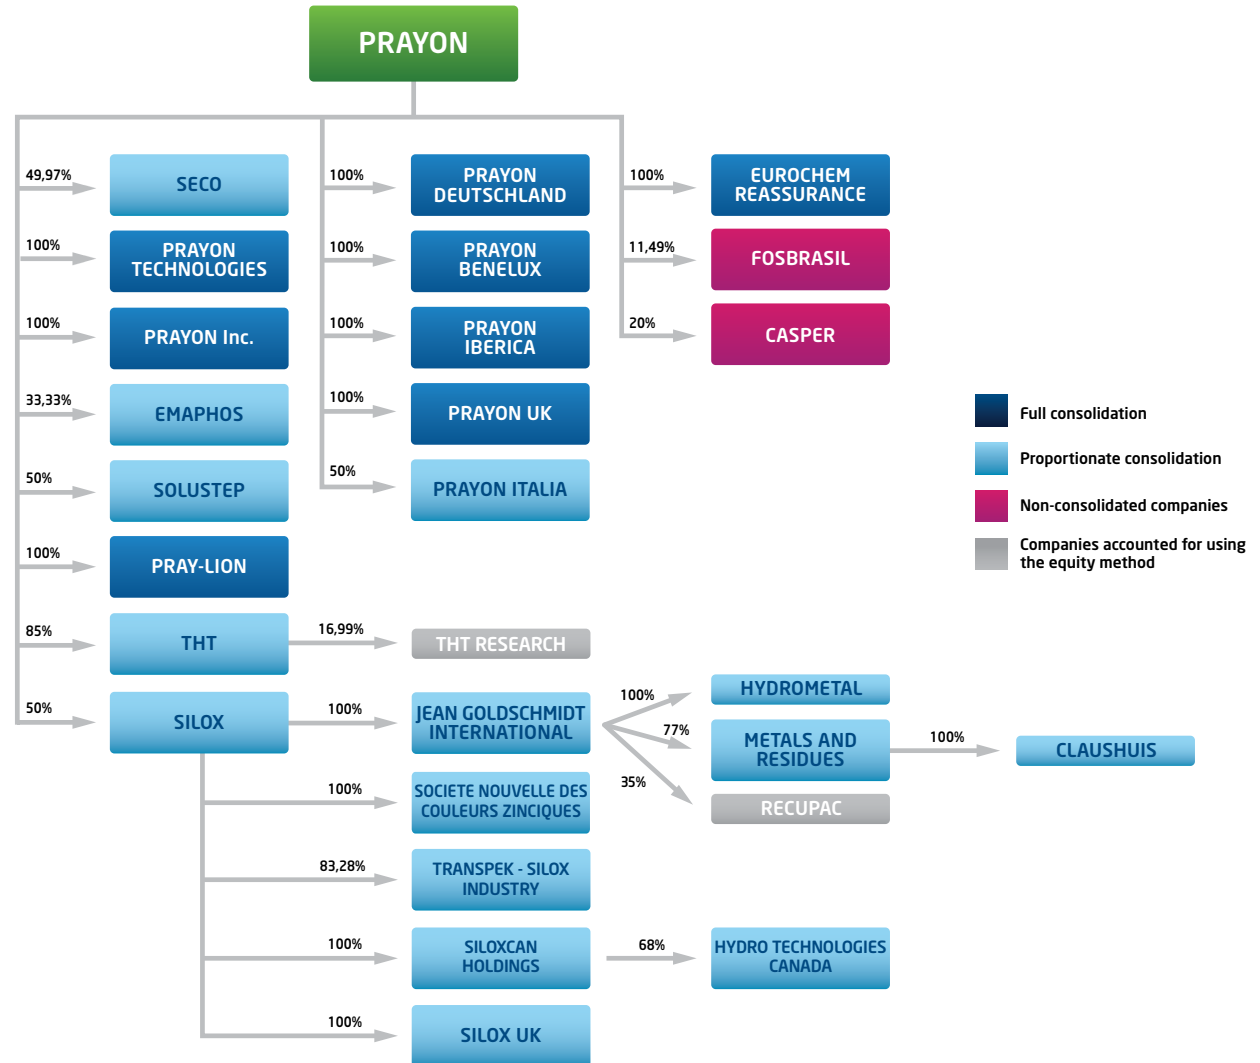 PRAYON
49,97%
SECO
100%
PRAYON
TECHNOLOGIES
100%
PRAYON Inc.
33,33%
EMAPHOS
50%
SOLUSTEP
100%
PRAY-LION
85%
THT
16,99%
THT RESEARCH
50%
SILOX
100%
JEAN GOLDSCHMIDT
INTERNATIONAL
100%
HYDROMETAL
77%
METALS AND
RESIDUES
100%
CLAUSHUIS
35%
RECUPAC
100%
SOCIETE NOUVELLE DES
COULEURS ZINCIQUES
83,28%
TRANSPEK - SILOX
INDUSTRY
100%
SILOXCAN
HOLDINGS
68%
HYDRO TECHNOLOGIES
CANADA
100%
SILOX UK
100%
PRAYON
DEUTSCHLAND
100%
PRAYON
BENELUX
100%
PRAYON
IBERICA
100%
PRAYON UK
50%
PRAYON ITALIA
100%
EUROCHEM
REASSURANCE
11,49%
FOSBRASIL
20%
CASPER
Full consolidation
Proportionate consolidation
Non-consolidated companies
Companies accounted for using
the equity method